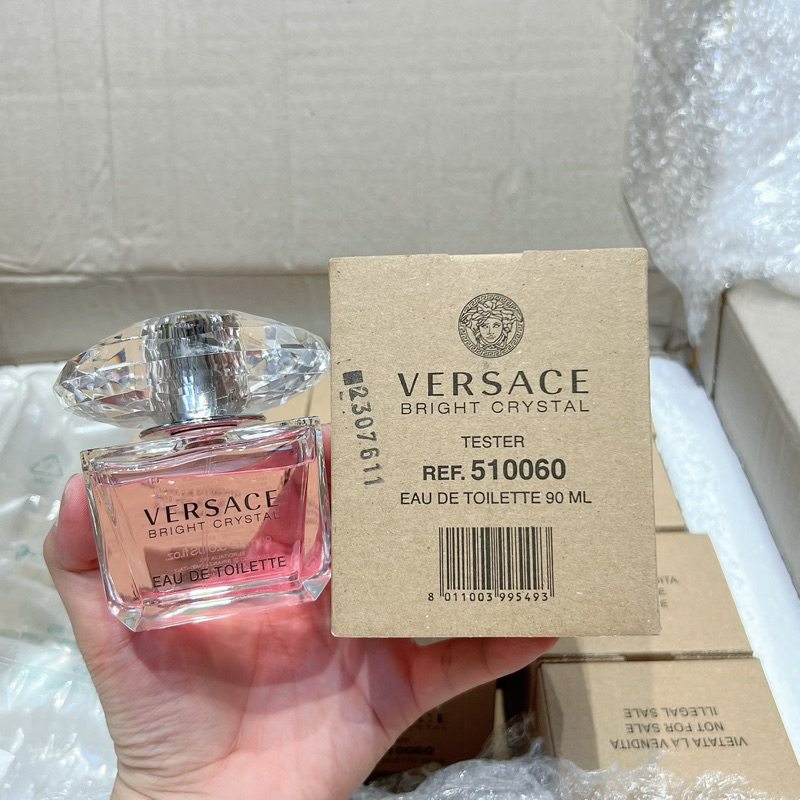 VERSACE
BRIGHT CRYSTAL
EAU DE TOILETTE
VERSACE
BRIGHT CRYSTAL
TESTER
REF. 510060
EAU DE TOILETTE 90 ML
2307611
8 011003 995493
VIETATA LA VENDITA
NOT FOR SALE
ILLEGAL SALE